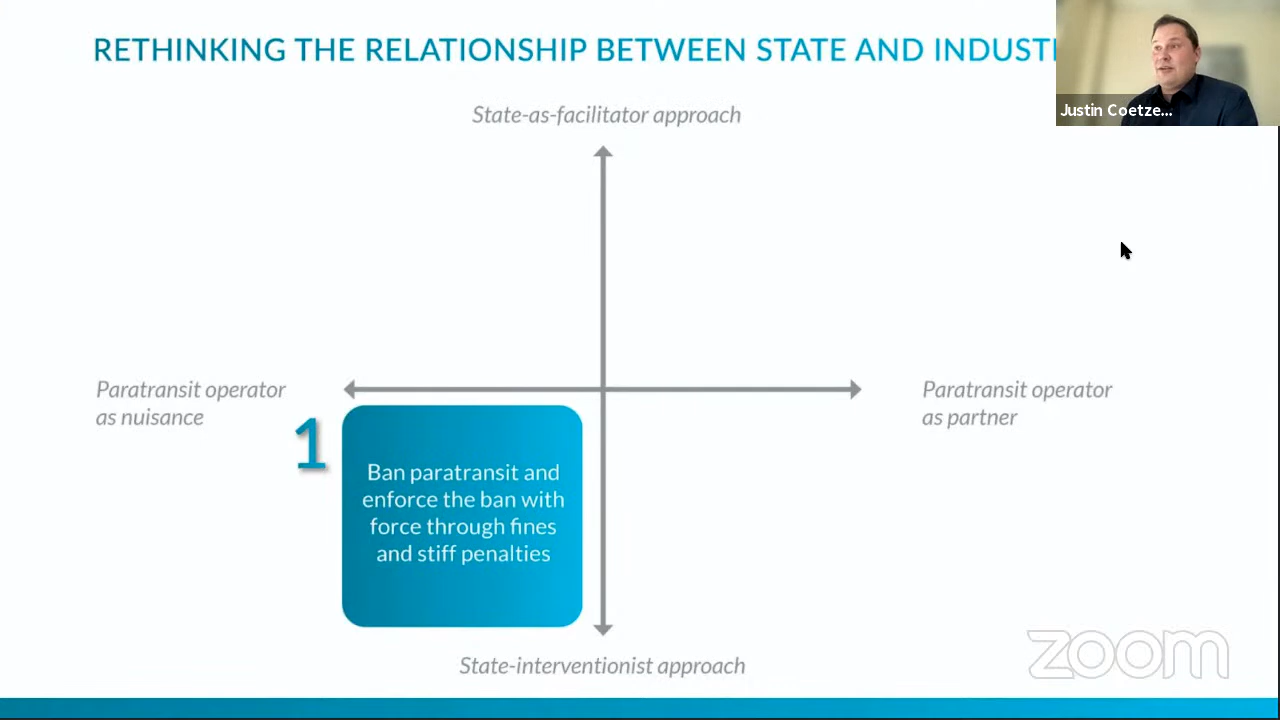 RETHINKING THE RELATIONSHIP BETWEEN STATE AND INDUST
Justin Coetze...
State-as-facilitator approach
Paratransit operator
as nuisance
Paratransit operator
as partner
1
Ban paratransit and
enforce the ban with
force through fines
and stiff penalties
State-interventionist approach
zoom